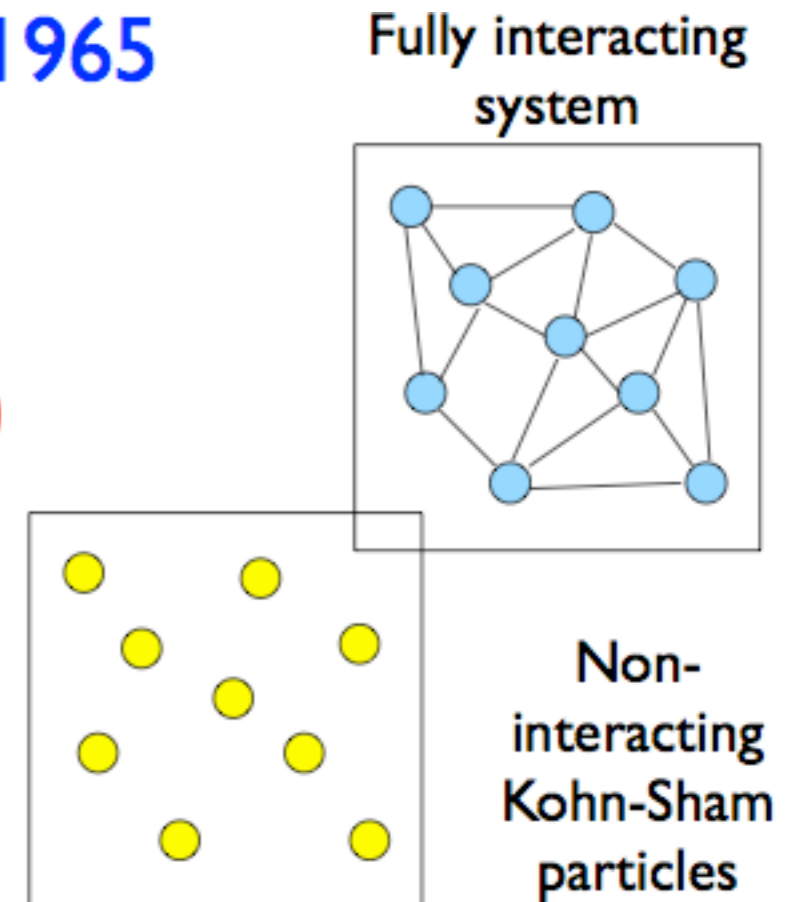 1965
Fully interacting
system
Non-
interacting
Kohn-Sham
particles